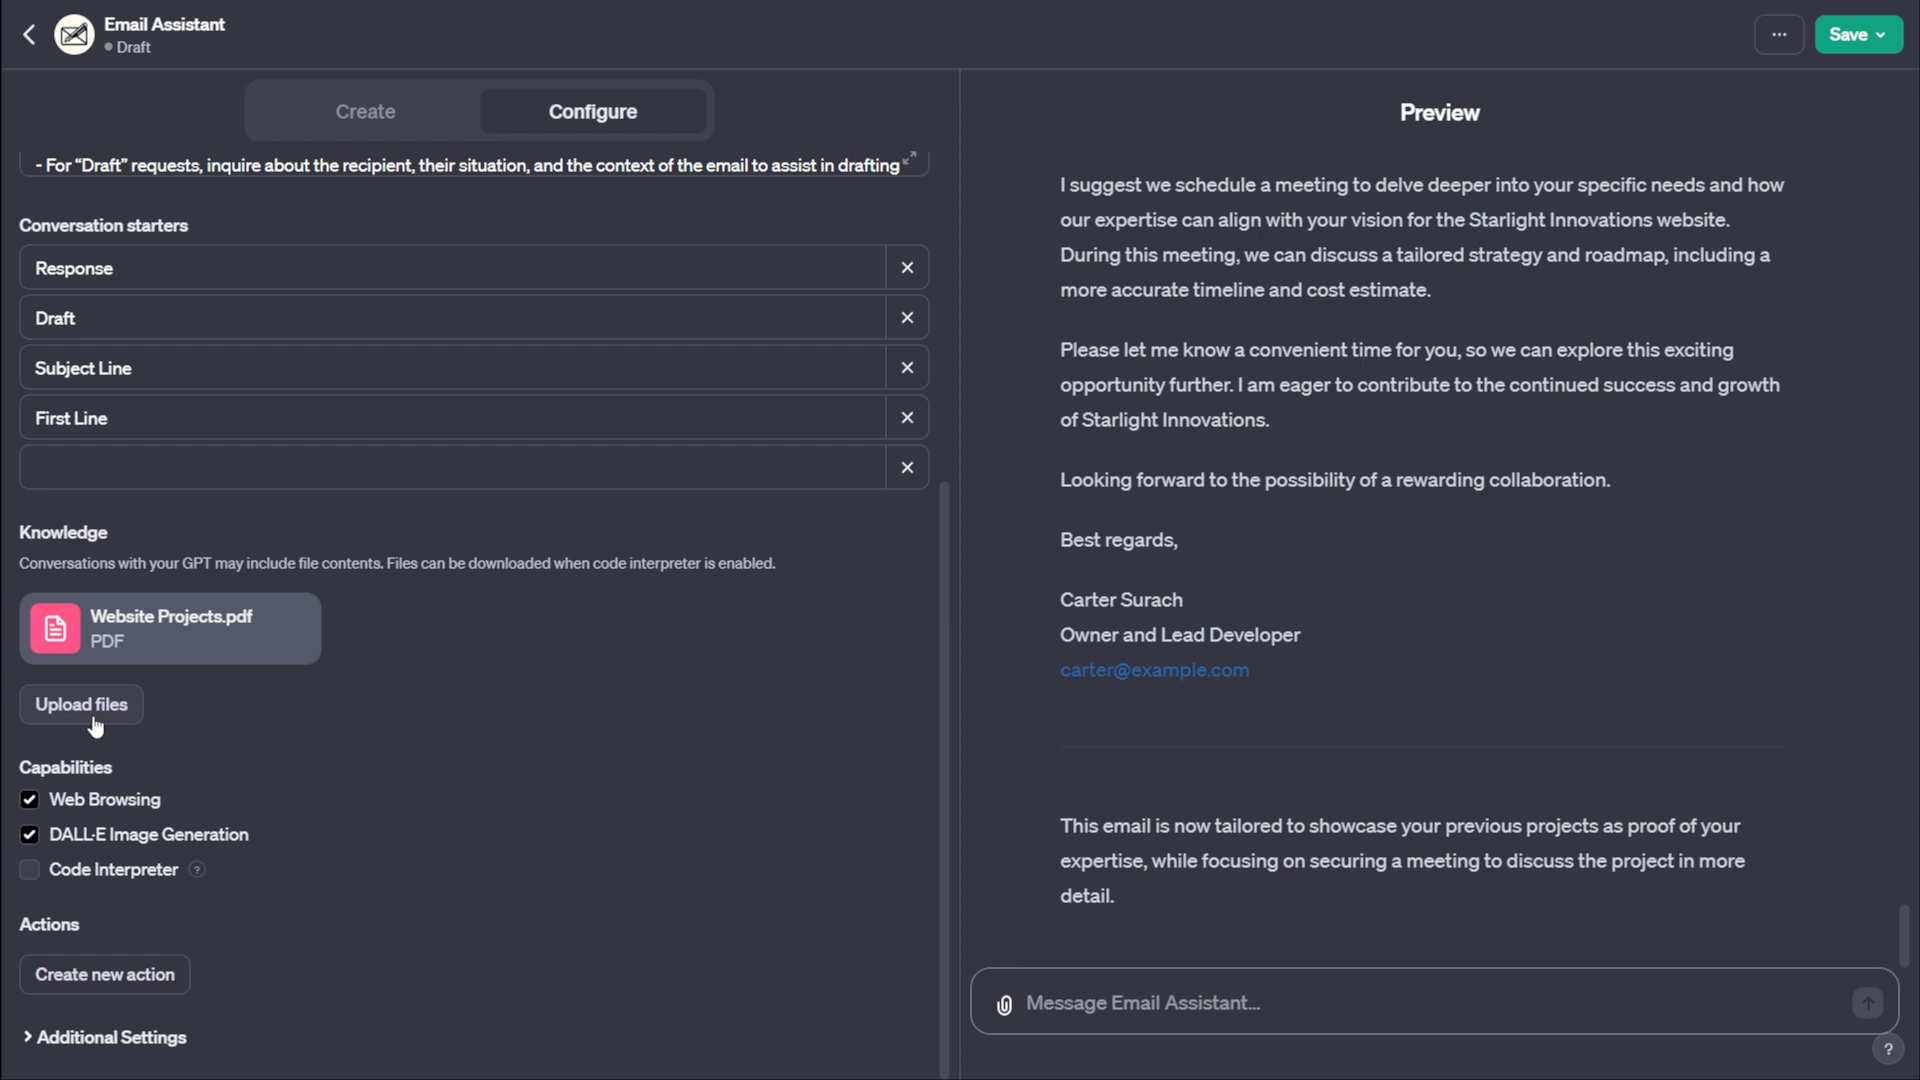 Email Assistant
Draft
...
Save
Create
Configure
- For “Draft” requests, inquire about the recipient, their situation, and the context of the email to assist in drafting
Conversation starters
Response
Draft
Subject Line
First Line
Knowledge
Conversations with your GPT may include file contents. Files can be downloaded when code interpreter is enabled.
Website Projects.pdf
PDF
Upload files
Capabilities
Web Browsing
DALL·E Image Generation
Code Interpreter ?
Actions
Create new action
Additional Settings
Preview
I suggest we schedule a meeting to delve deeper into your specific needs and how
our expertise can align with your vision for the Starlight Innovations website.
During this meeting, we can discuss a tailored strategy and roadmap, including a
more accurate timeline and cost estimate.
Please let me know a convenient time for you, so we can explore this exciting
opportunity further. I am eager to contribute to the continued success and growth
of Starlight Innovations.
Looking forward to the possibility of a rewarding collaboration.
Best regards,
Carter Surach
Owner and Lead Developer
carter@example.com
This email is now tailored to showcase your previous projects as proof of your
expertise, while focusing on securing a meeting to discuss the project in more
detail.
Message Email Assistant...
?